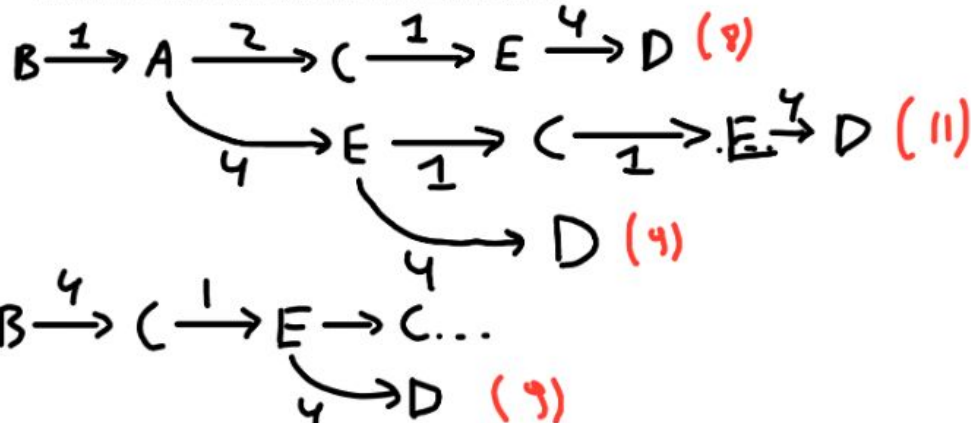 B 1 A 2 C 1 E 4 D (8)
4 E 1 C 1 .E. 4 D (11)
4 D (9)
B 4 C 1 E C...
4 D (9)